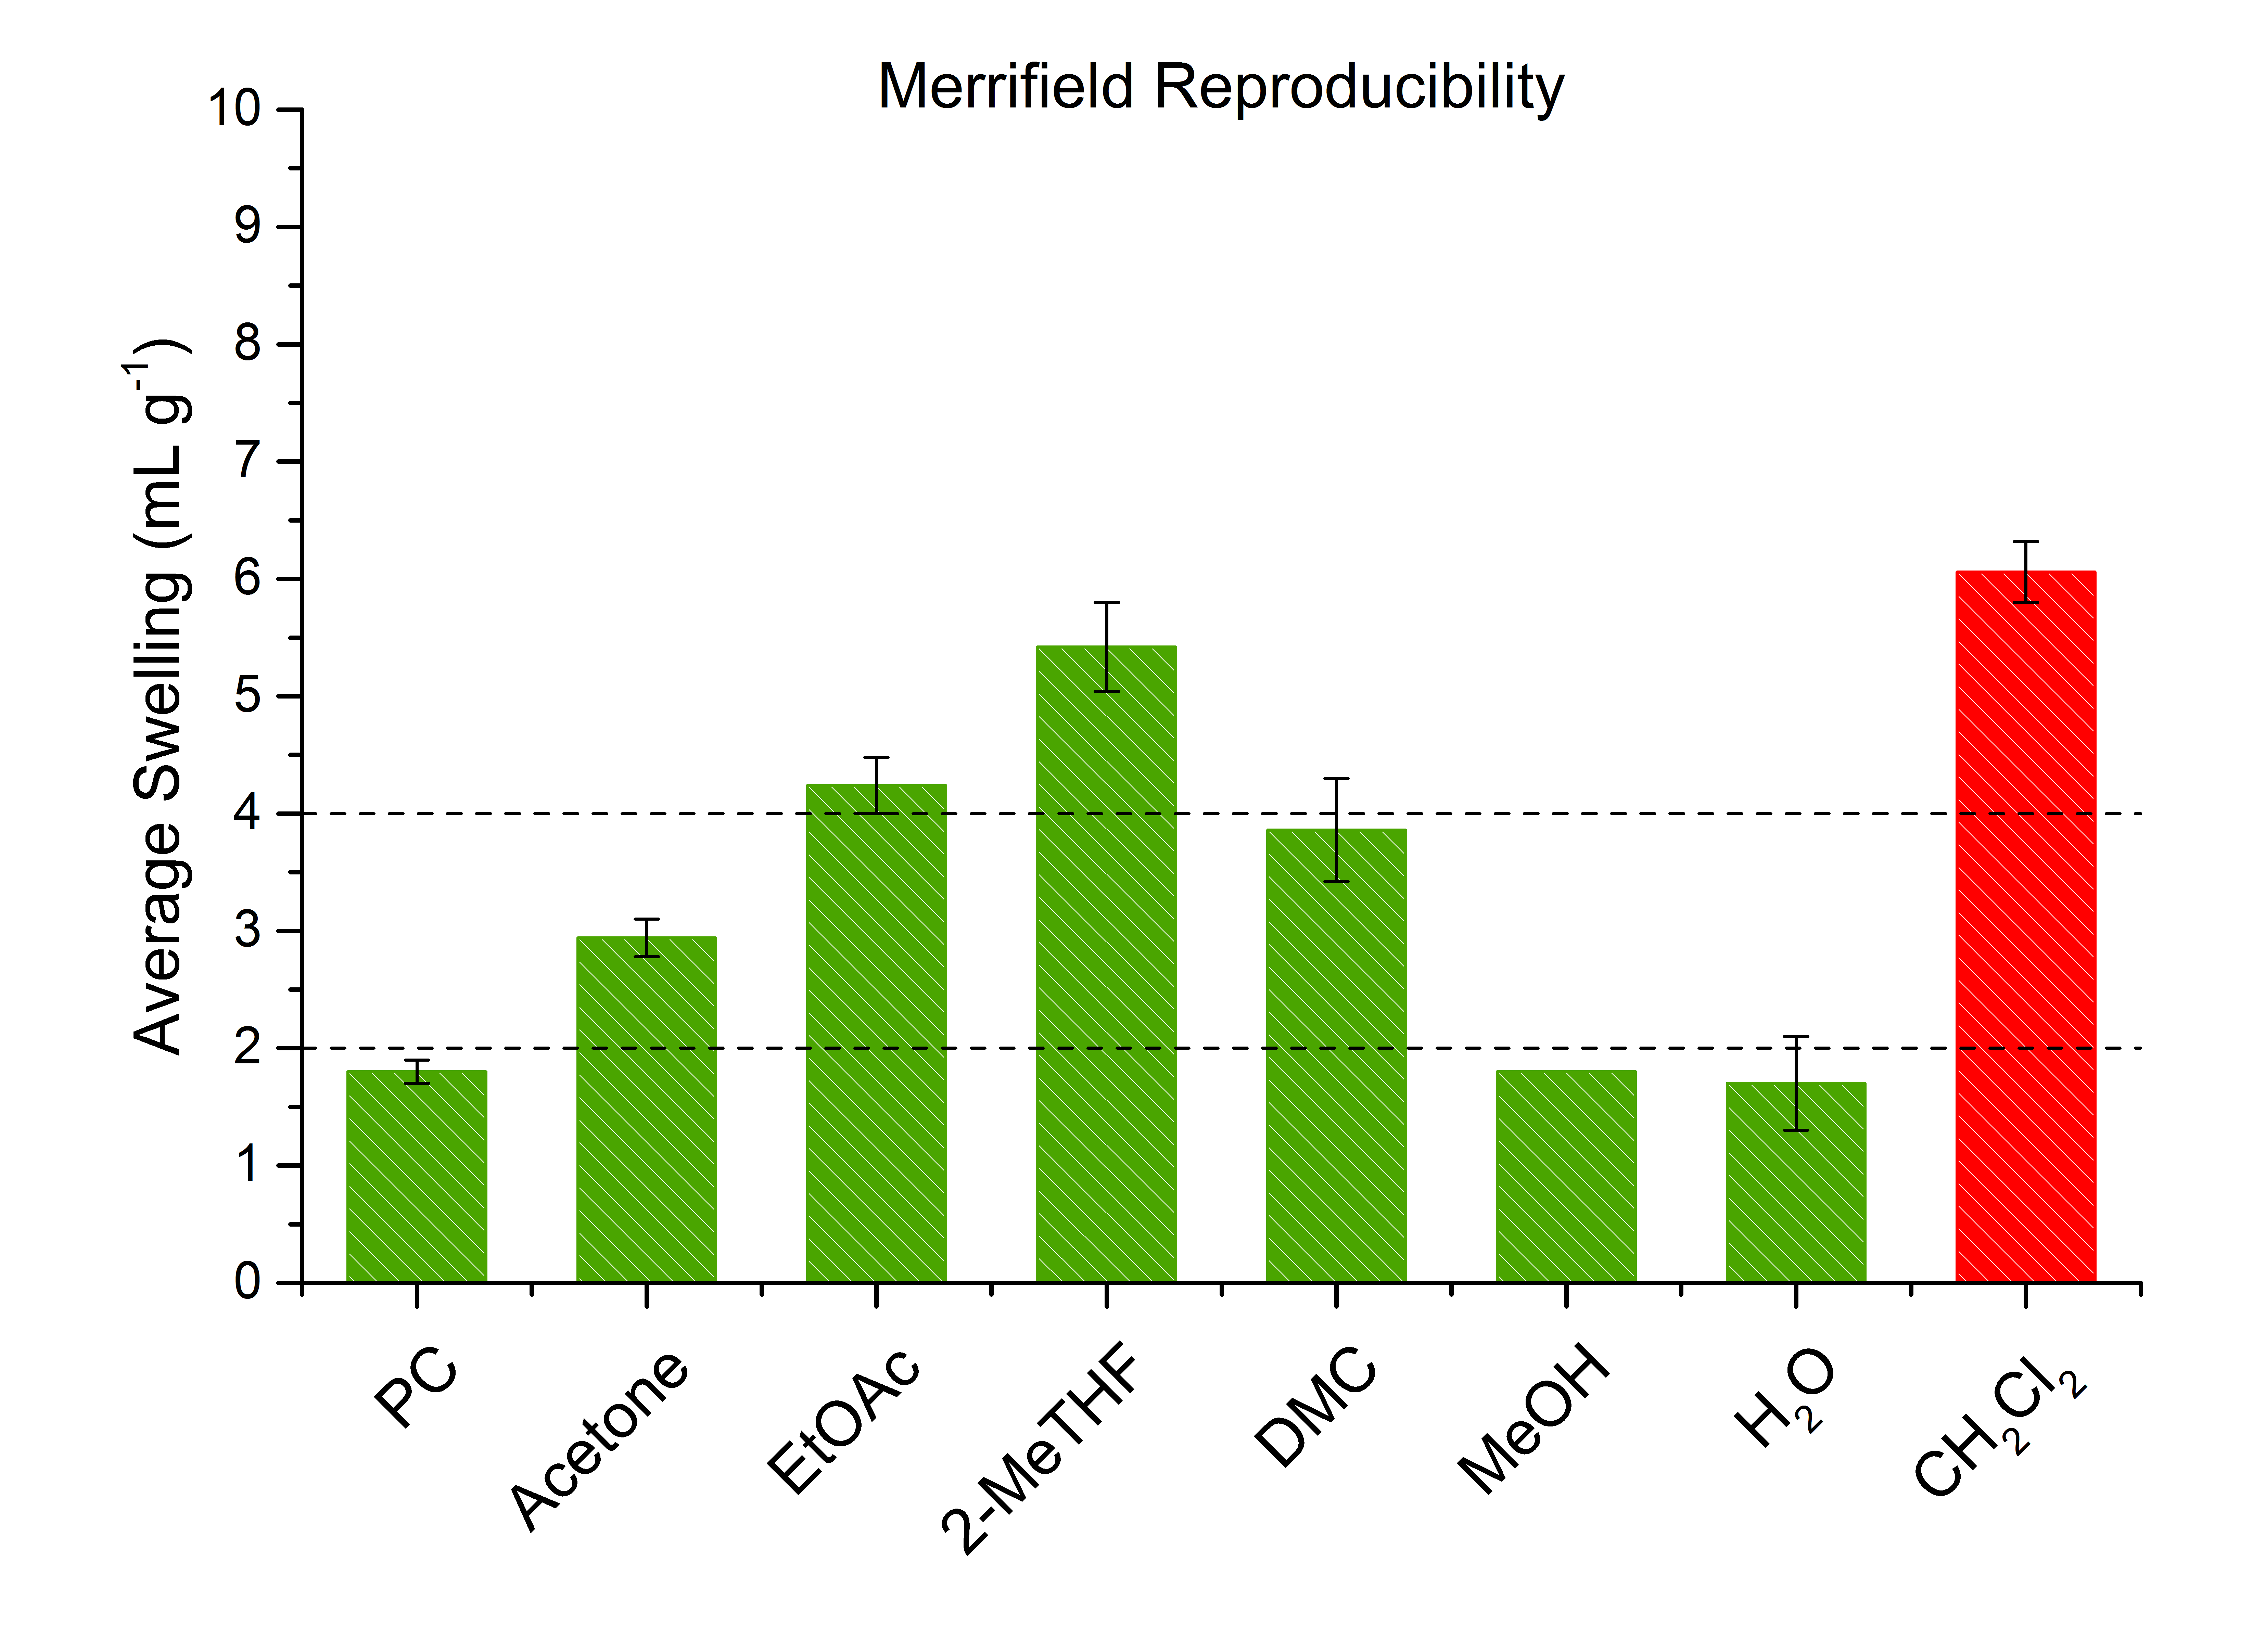 Merrifield Reproducibility
Average Swelling (mL g⁻¹)
10
9
8
7
6
5
4
3
2
1
0
PC
Acetone
EtOAc
2-MeTHF
DMC
MeOH
H₂O
CH₂Cl₂